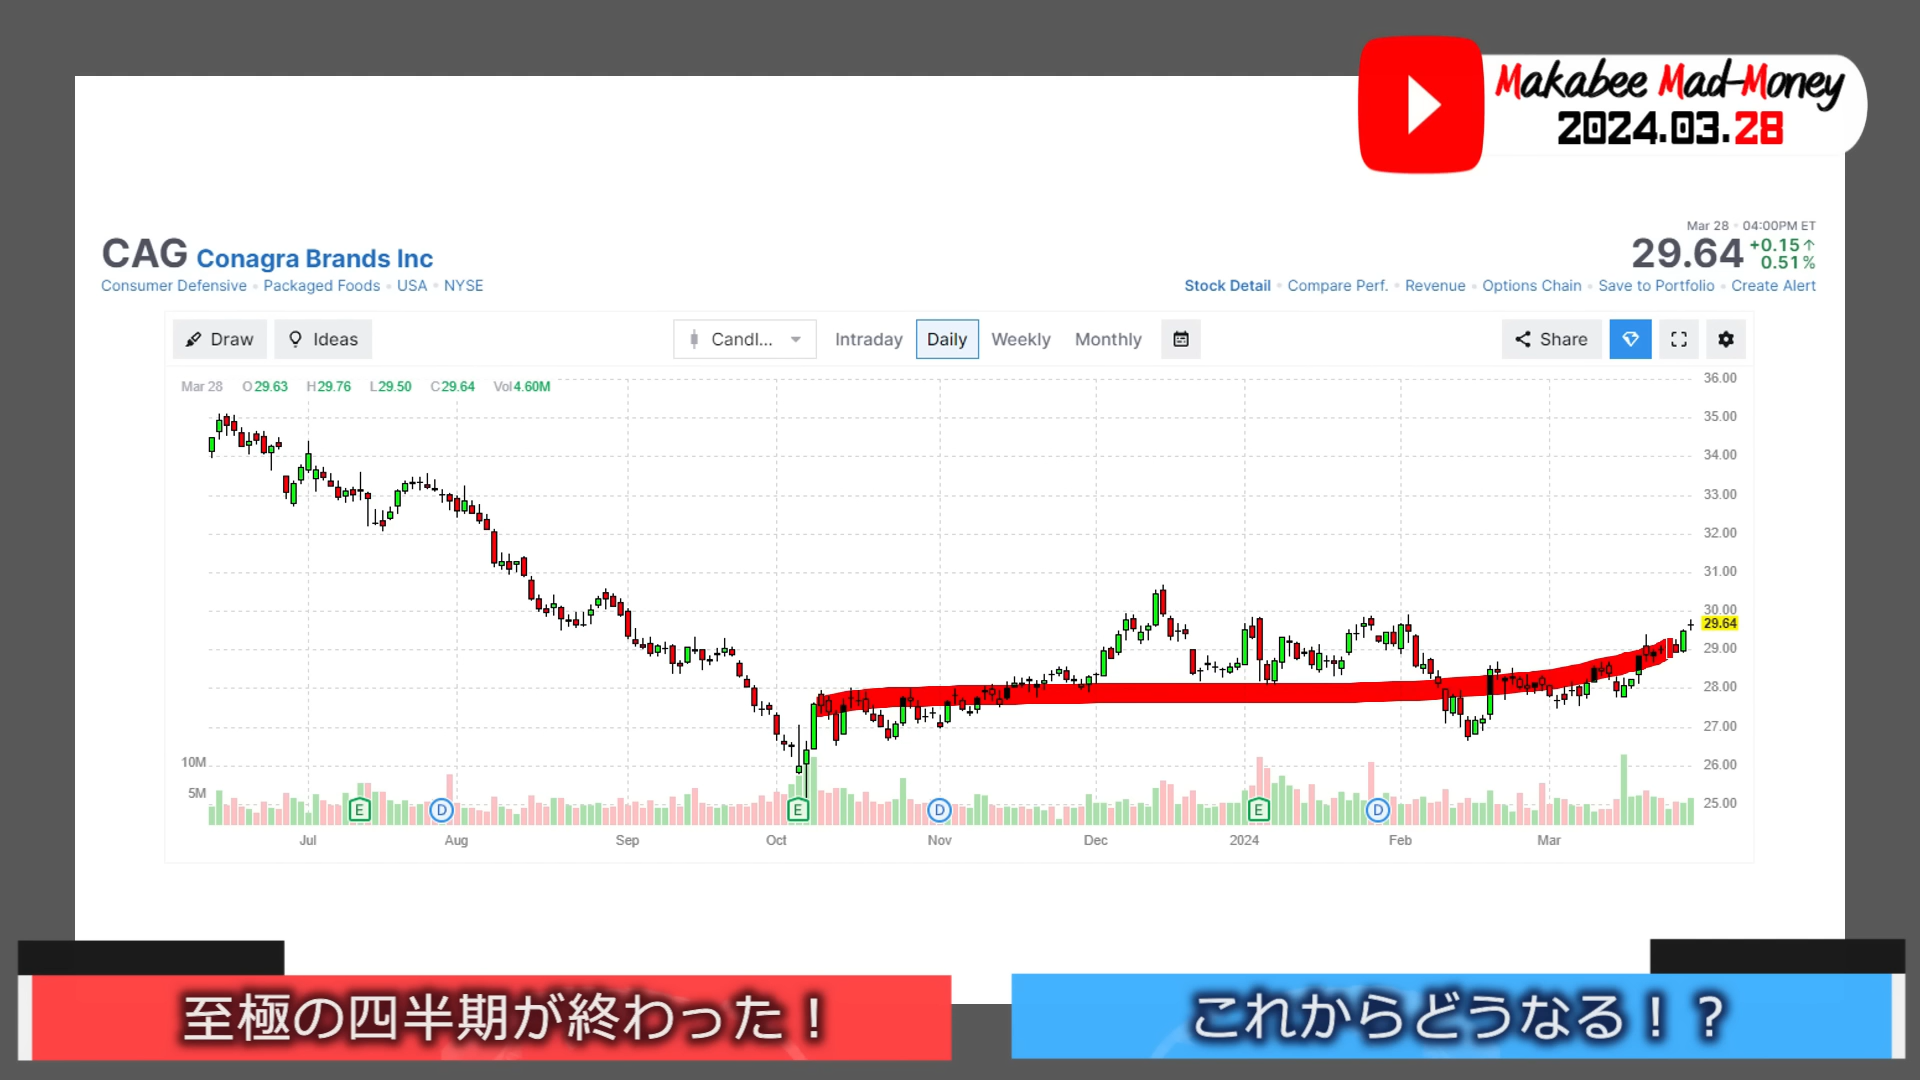 Makabee Mad-Money
2024.03.28
Mar 28 • 04:00PM ET
CAG Conagra Brands Inc
29.64 +0.15↑
0.51%
Consumer Defensive • Packaged Foods • USA • NYSE
Stock Detail • Compare Perf. • Revenue • Options Chain • Save to Portfolio • Create Alert
Draw Ideas Candl... Intraday Daily Weekly Monthly Share
Mar 28 O29.63 H29.76 L29.50 C29.64 Vol4.60M
36.00
35.00
34.00
33.00
32.00
31.00
30.00
29.64
29.00
28.00
27.00
26.00
25.00
10M
5M
E D E D E D
Jul Aug Sep Oct Nov Dec 2024 Feb Mar
至極の四半期が終わった！
これからどうなる！？